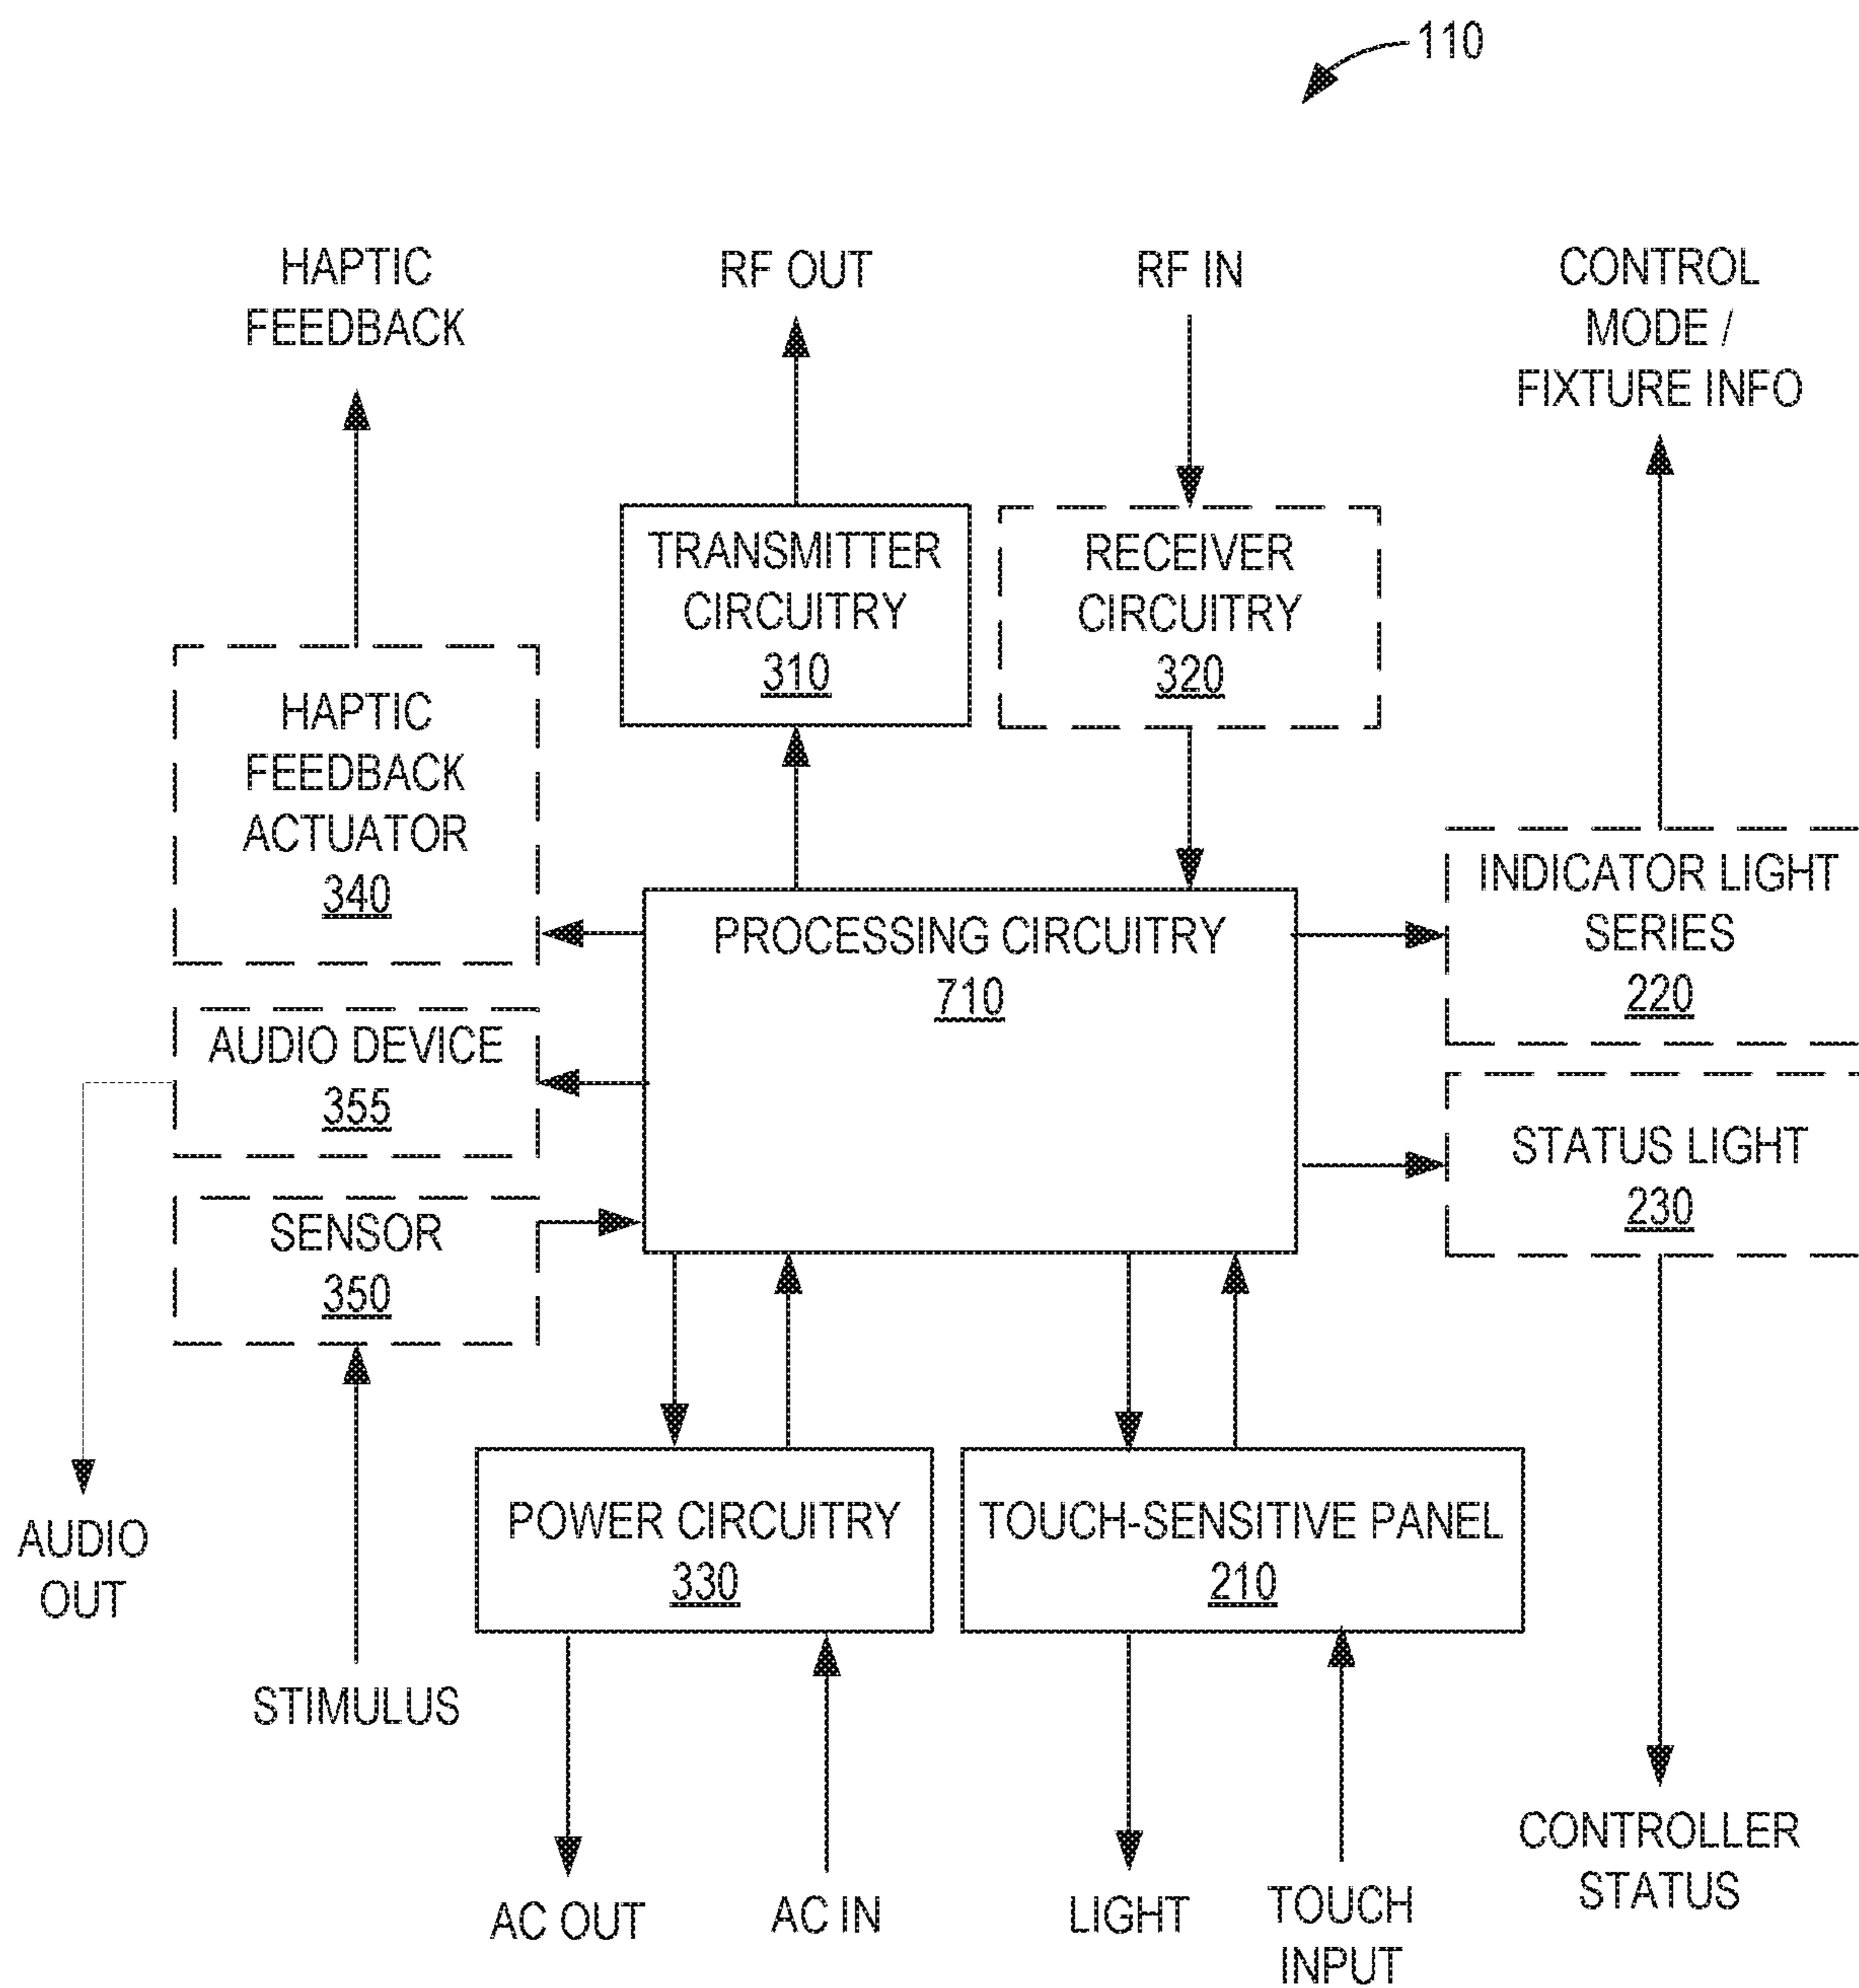 110
HAPTIC
FEEDBACK
RF OUT
RF IN
CONTROL
MODE /
FIXTURE INFO
TRANSMITTER
CIRCUITRY
310
RECEIVER
CIRCUITRY
320
HAPTIC
FEEDBACK
ACTUATOR
340
PROCESSING CIRCUITRY
710
INDICATOR LIGHT
SERIES
220
AUDIO DEVICE
355
STATUS LIGHT
230
SENSOR
350
POWER CIRCUITRY
330
TOUCH-SENSITIVE PANEL
210
AUDIO
OUT
STIMULUS
AC OUT
AC IN
LIGHT
TOUCH
INPUT
CONTROLLER
STATUS